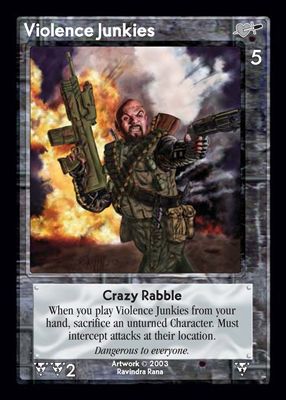 Violence Junkies
5
Crazy Rabble
When you play Violence Junkies from your
hand, sacrifice an unturned Character. Must
intercept attacks at their location.
Dangerous to everyone.
Artwork © 2003
Ravindra Rana
2